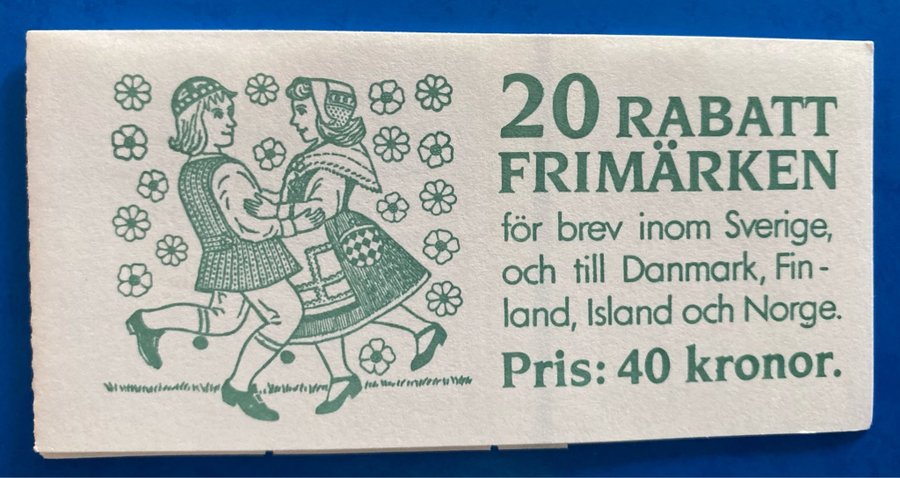 20 RABATT
FRIMÄRKEN
för brev inom Sverige,
och till Danmark, Fin-
land, Island och Norge.
Pris: 40 kronor.